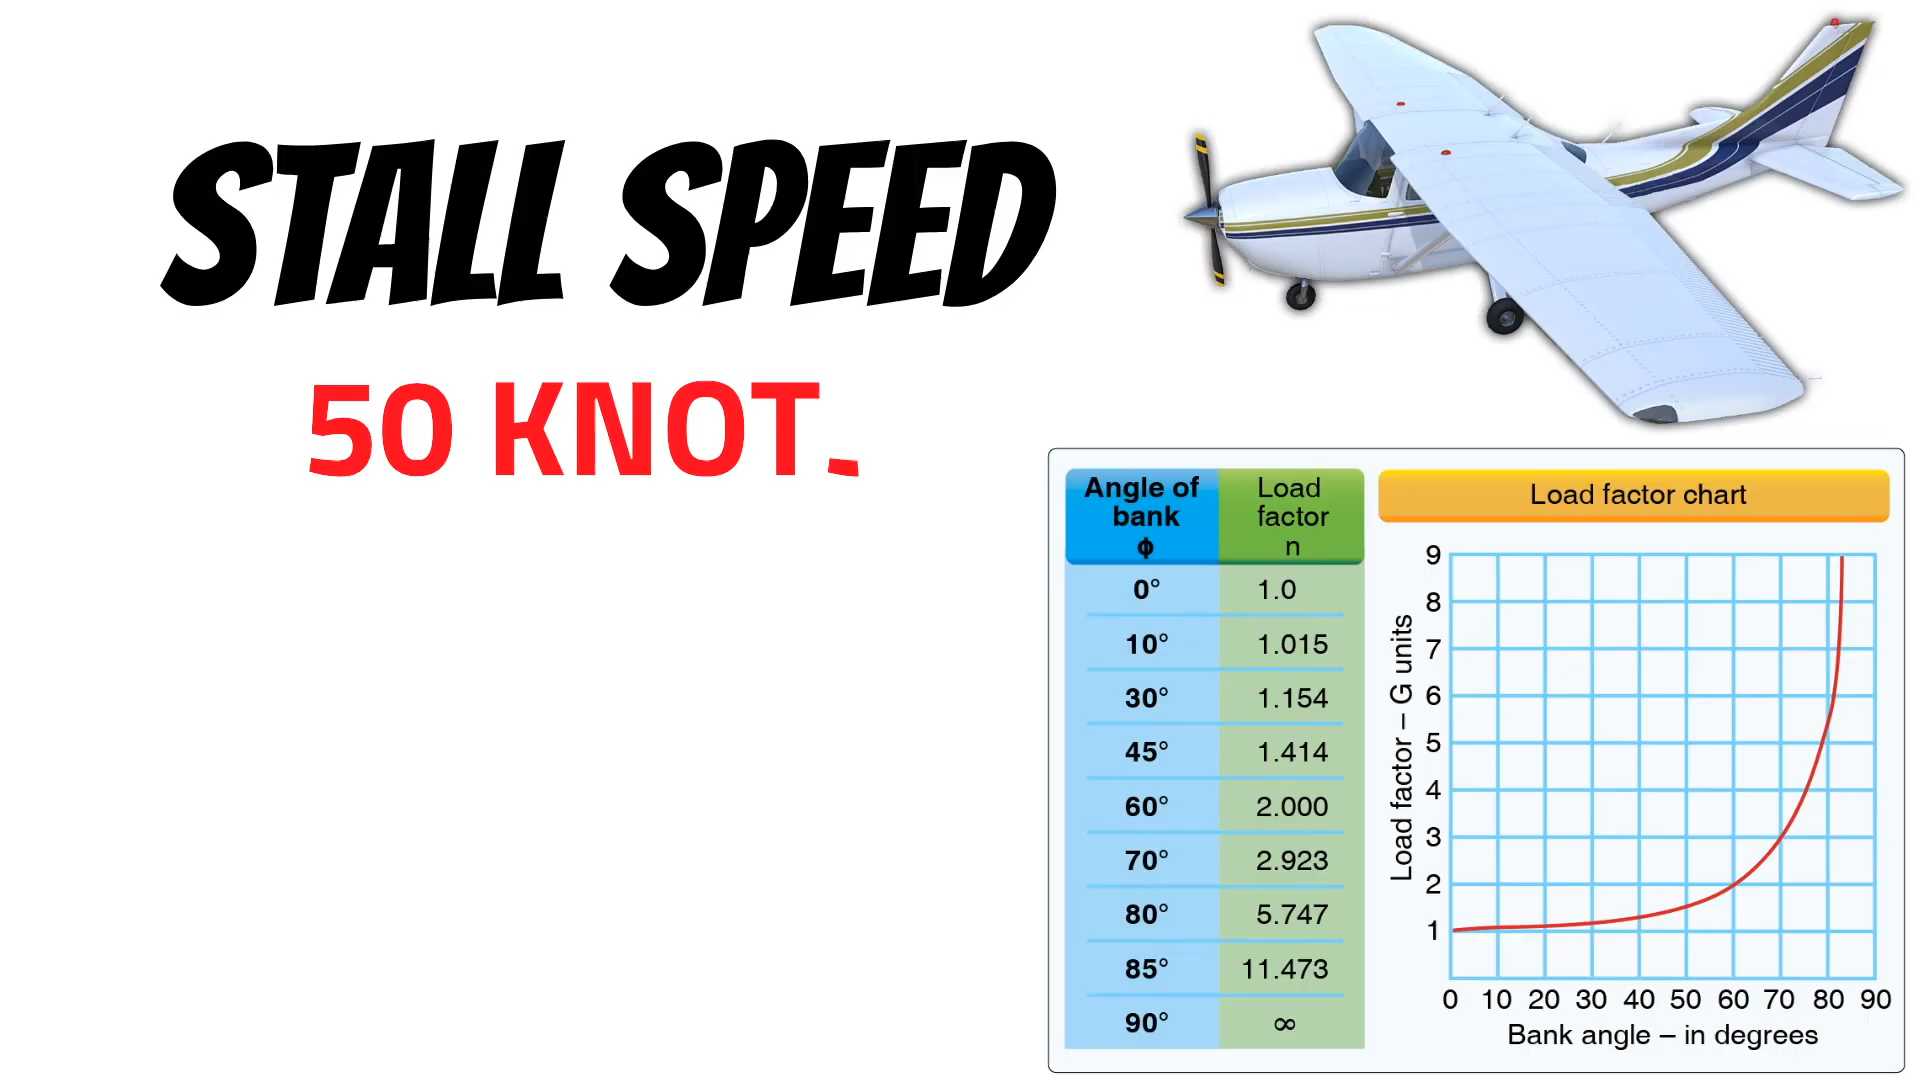 STALL SPEED
50 KNOT.
Angle of
bank
ϕ
Load
factor
n
0° 1.0
10° 1.015
30° 1.154
45° 1.414
60° 2.000
70° 2.923
80° 5.747
85° 11.473
90° ∞
Load factor chart
Load factor – G units
9
8
7
6
5
4
3
2
1
0 10 20 30 40 50 60 70 80 90
Bank angle – in degrees